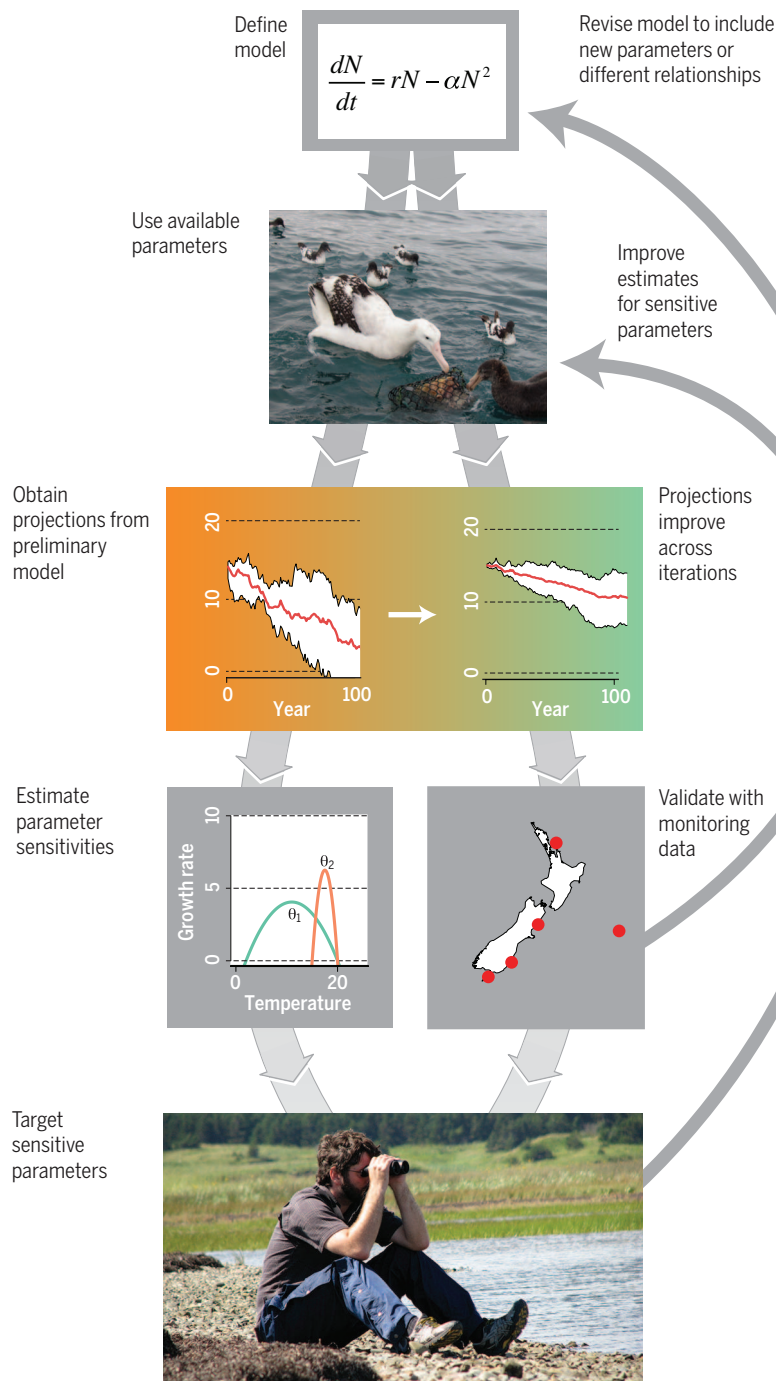 Define
model
dN/dt = rN − αN²
Revise model to include
new parameters or
different relationships
Use available
parameters
Improve
estimates
for sensitive
parameters
Obtain
projections from
preliminary
model
20
10
0
0 100
Year
20
10
0
0 100
Year
Projections
improve
across
iterations
Estimate
parameter
sensitivities
10
5
0
Growth rate
θ₂
θ₁
0 20
Temperature
Validate with
monitoring
data
Target
sensitive
parameters